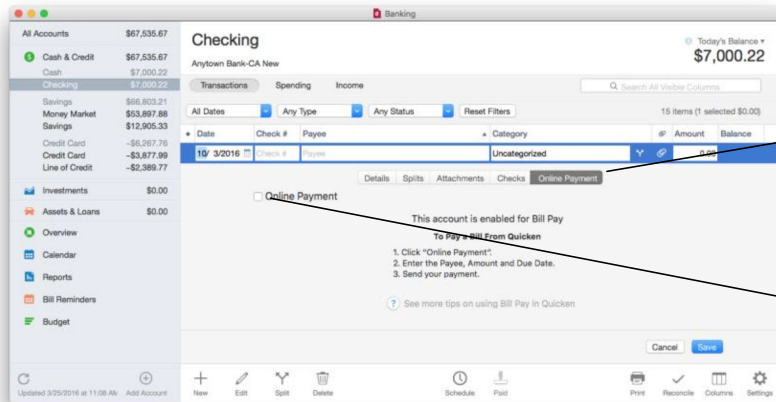 Banking
All Accounts $67,535.67
Cash & Credit $67,535.67
Cash $7,000.22
Checking $7,000.22
Savings $66,803.21
Money Market $53,897.88
Savings $12,905.33
Credit Card -$6,267.76
Credit Card -$3,877.99
Line of Credit -$2,389.77
Investments $0.00
Assets & Loans $0.00
Overview
Calendar
Reports
Bill Reminders
Budget
Updated 3/25/2016 at 11:08 AM Add Account
Checking
Anytown Bank-CA New
Today's Balance
$7,000.22
Transactions Spending Income
Search All Visible Columns
All Dates Any Type Any Status Reset Filters 15 items (1 selected $0.00)
Date Check # Payee Category Amount Balance
10/ 3/2016 Check # Payee Uncategorized 0.00
Details Splits Attachments Checks Online Payment
Online Payment
This account is enabled for Bill Pay
To Pay a Bill From Quicken
1. Click "Online Payment".
2. Enter the Payee, Amount and Due Date.
3. Send your payment.
? See more tips on using Bill Pay in Quicken
Cancel Save
New Edit Split Delete Schedule Paid Print Reconcile Columns Settings